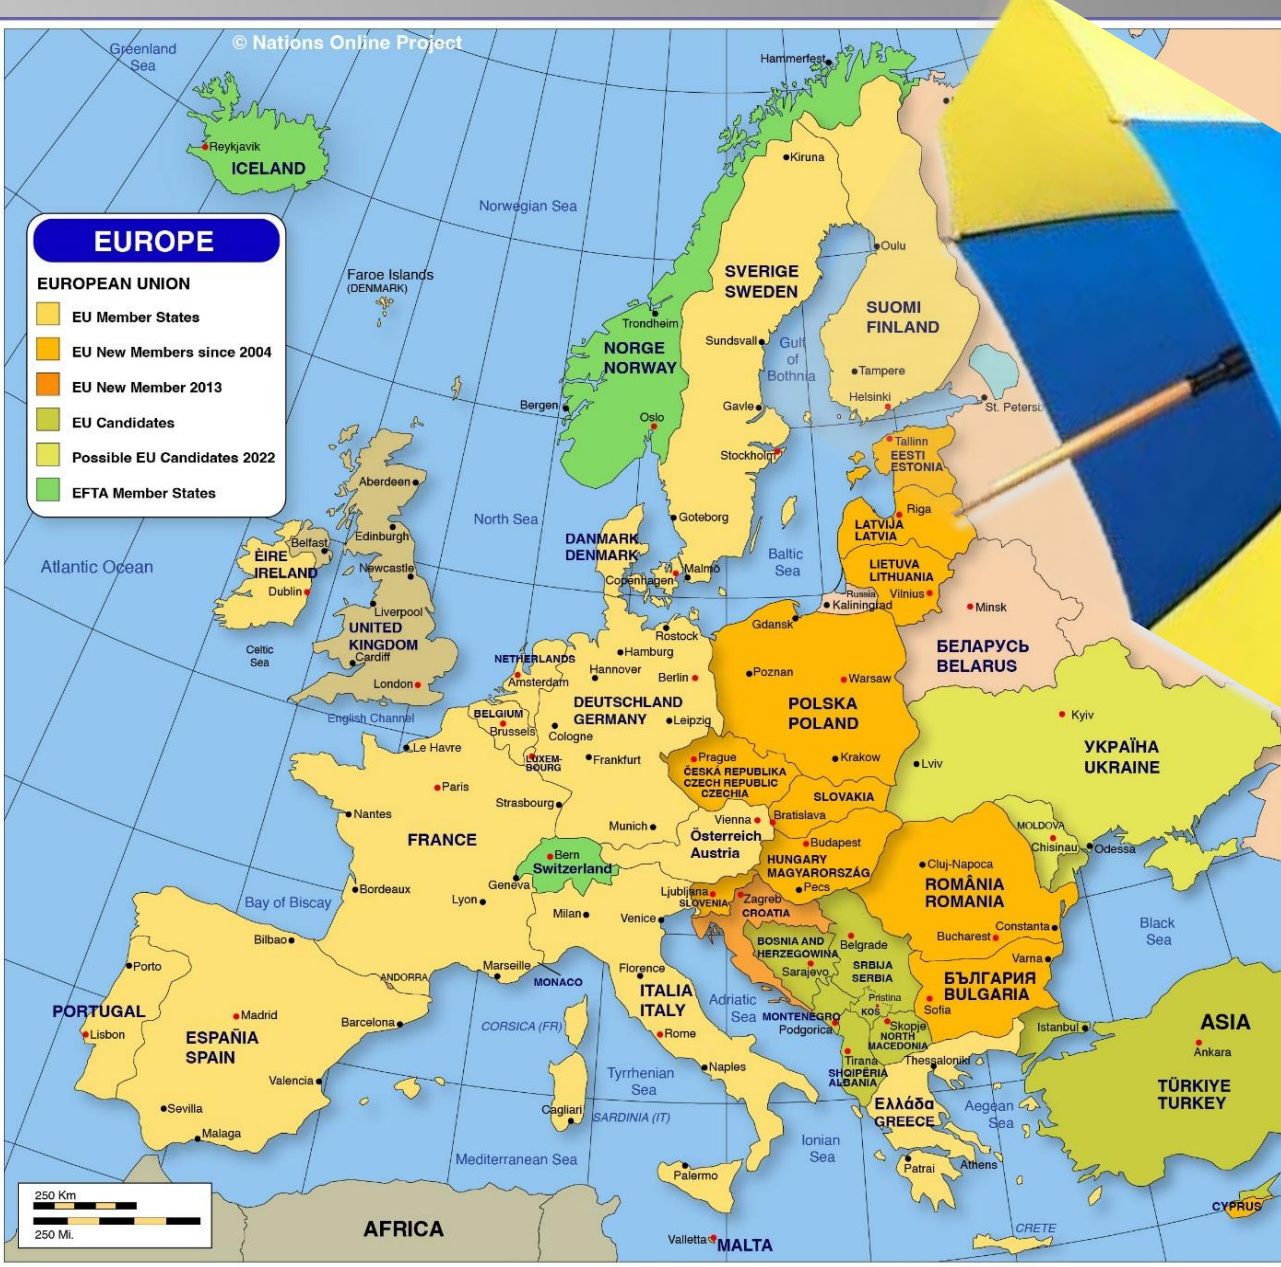 © Nations Online Project
Greenland
Sea
Hammerfest
Reykjavik
ICELAND
Kiruna
Norwegian Sea
EUROPE
EUROPEAN UNION
EU Member States
EU New Members since 2004
EU New Member 2013
EU Candidates
Possible EU Candidates 2022
EFTA Member States
Faroe Islands
(DENMARK)
Oulu
SVERIGE
SWEDEN
SUOMI
FINLAND
Trondheim
NORGE
NORWAY
Sundsvall
Gulf
of
Bothnia
Tampere
Helsinki
Bergen
Oslo
Gavle
St. Petersb
Stockholm
Tallinn
EESTI
ESTONIA
Aberdeen
North Sea
Goteborg
Riga
LATVIJA
LATVIA
Edinburgh
Belfast
DANMARK
DENMARK
Baltic
Sea
Atlantic Ocean
ÈIRE
IRELAND
Newcastle
Copenhagen
Malmö
LIETUVA
LITHUANIA
Dublin
Liverpool
Russia
Kaliningrad
Vilnius
Minsk
UNITED
KINGDOM
Celtic
Sea
Cardiff
London
Gdansk
Rostock
Hamburg
NETHERLANDS
Amsterdam
Hannover
Berlin
Poznan
Warsaw
БЕЛАРУСЬ
BELARUS
English Channel
BELGIUM
Brussels
DEUTSCHLAND
GERMANY
Leipzig
Cologne
POLSKA
POLAND
Kyiv
УКРАЇНА
UKRAINE
Le Havre
LUXEM-
BOURG
Frankfurt
Prague
ČESKÁ REPUBLIKA
CZECH REPUBLIC
CZECHIA
Krakow
Lviv
Paris
Strasbourg
SLOVAKIA
Nantes
Munich
Vienna
Bratislava
Österreich
Austria
MOLDOVA
Chisinau
Odessa
FRANCE
Bern
Switzerland
Geneva
Budapest
HUNGARY
MAGYARORSZÁG
Pecs
Cluj-Napoca
ROMÂNIA
ROMANIA
Bordeaux
Lyon
Bay of Biscay
Milan
Venice
Ljubljana
SLOVENIA
Zagreb
CROATIA
Constanta
Bucharest
Black
Sea
Bilbao
Porto
ANDORRA
Marseille
MONACO
Florence
BOSNIA AND
HERZEGOWINA
Sarajevo
Belgrade
SRBIJA
SERBIA
Varna
БЪЛГАРИЯ
BULGARIA
Sofia
PORTUGAL
Lisbon
Madrid
ESPAÑIA
SPAIN
Barcelona
CORSICA (FR)
ITALIA
ITALY
Rome
Adriatic
Sea
MONTENEGRO
Podgorica
Pristina
KOS
Skopje
NORTH
MACEDONIA
Istanbul
ASIA
Ankara
Valencia
Naples
Tyrrhenian
Sea
Tirana
SHQIPËRIA
ALBANIA
Thessaloniki
TÜRKIYE
TURKEY
Sevilla
Malaga
Cagliari
SARDINIA (IT)
Ελλάδα
GREECE
Aegean
Sea
Mediterranean Sea
Palermo
Ionian
Sea
Patrai
Athens
250 Km
250 Mi.
AFRICA
Valletta
MALTA
CRETE
CYPRUS